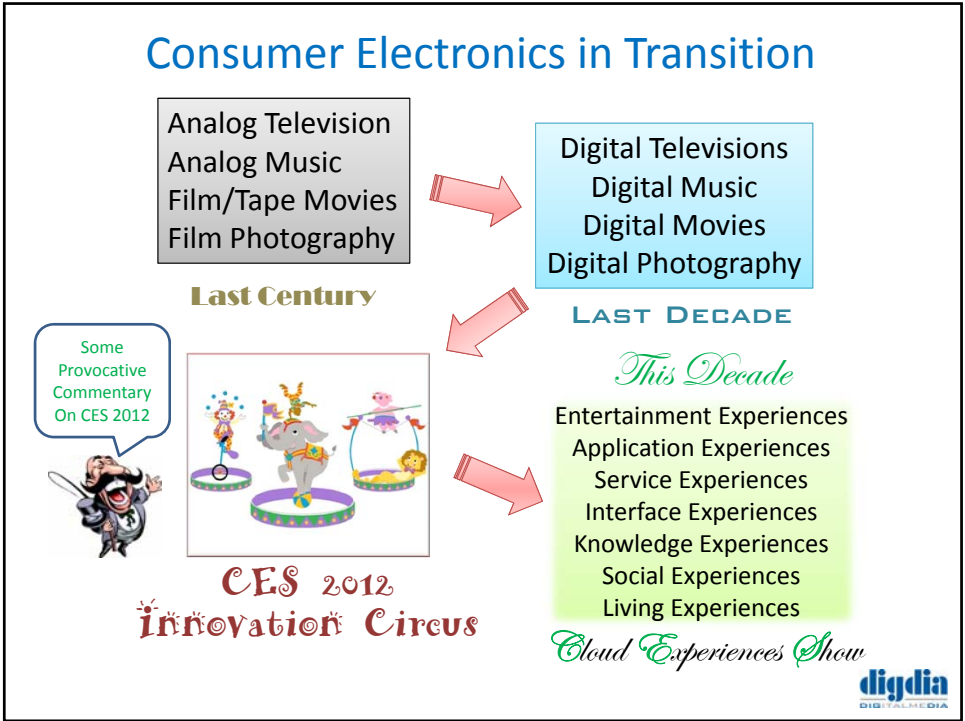 Consumer Electronics in Transition
Analog Television
Analog Music
Film/Tape Movies
Film Photography
Last Century
Digital Televisions
Digital Music
Digital Movies
Digital Photography
LAST DECADE
Some
Provocative
Commentary
On CES 2012
CES 2012
Innovation Circus
This Decade
Entertainment Experiences
Application Experiences
Service Experiences
Interface Experiences
Knowledge Experiences
Social Experiences
Living Experiences
Cloud Experiences Show
digdia
DIGITALMEDIA